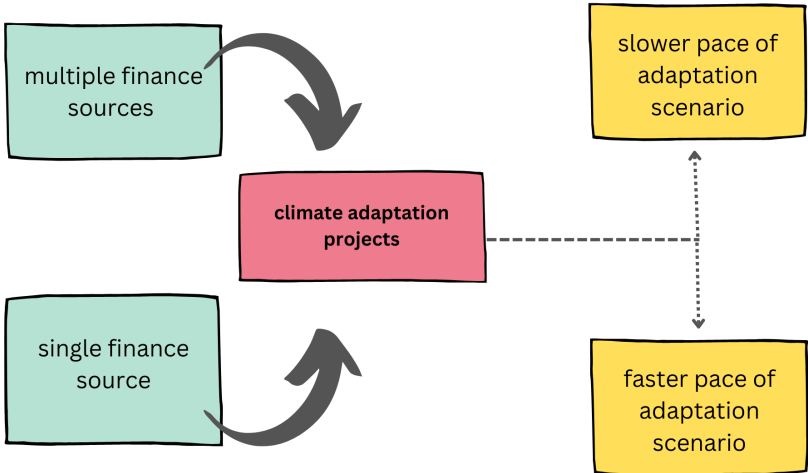 multiple finance
sources
slower pace of
adaptation
scenario
climate adaptation
projects
single finance
source
faster pace of
adaptation
scenario